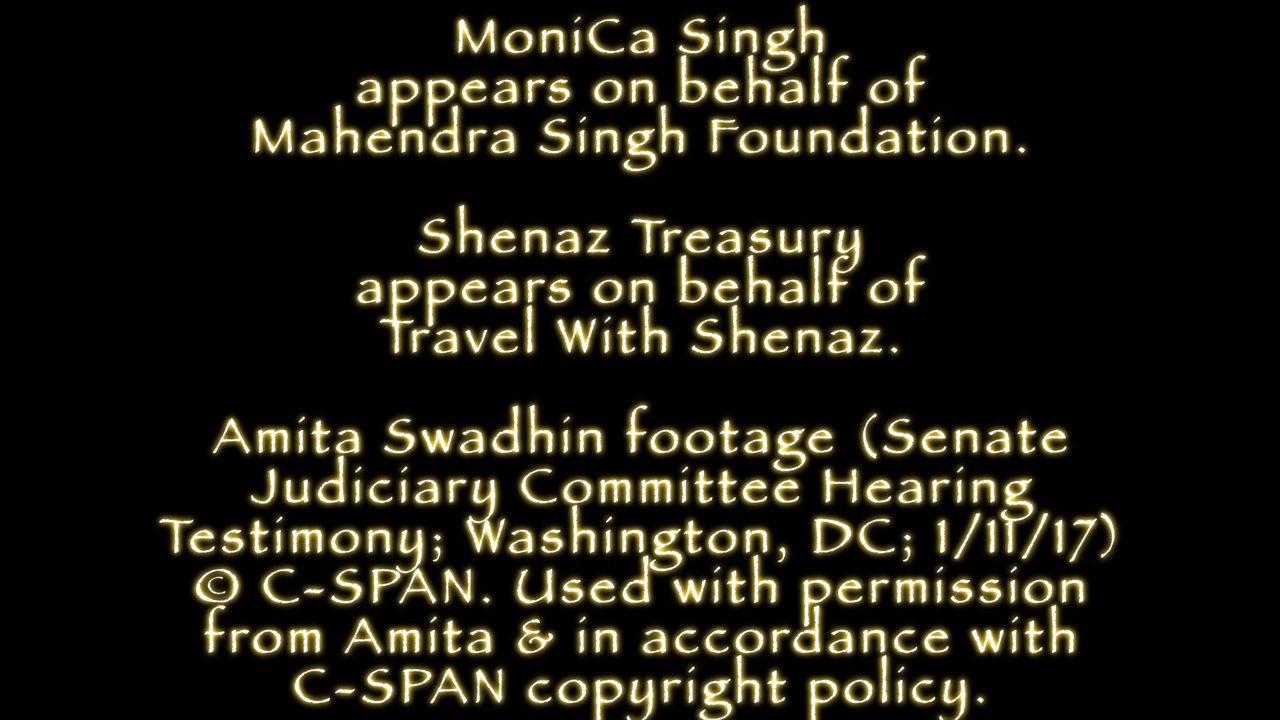 MoniCa Singh
appears on behalf of
Mahendra Singh Foundation.
Shenaz Treasury
appears on behalf of
Travel With Shenaz.
Amita Swadhin footage (Senate
Judiciary Committee Hearing
Testimony; Washington, DC; 1/11/17)
© C-SPAN. Used with permission
from Amita & in accordance with
C-SPAN copyright policy.